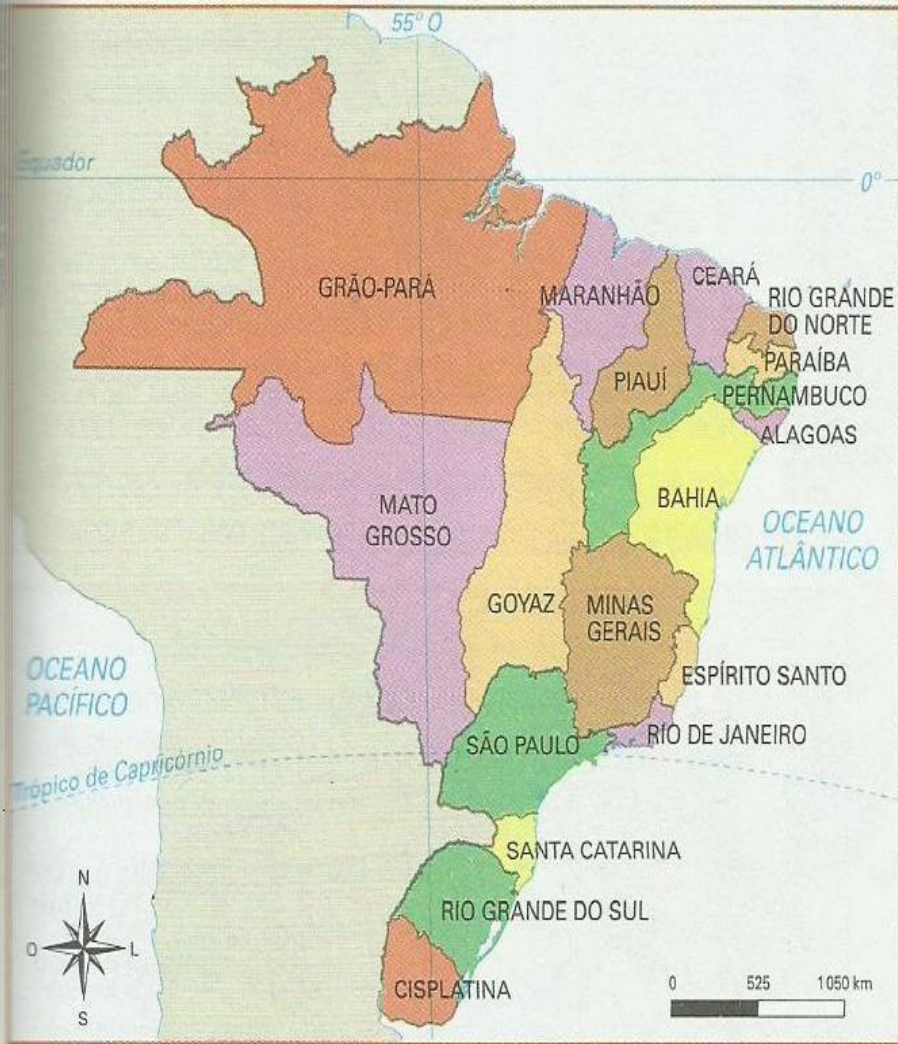 55° O
Equador
0°
GRÃO-PARÁ
MARANHÃO
CEARÁ
RIO GRANDE
DO NORTE
PARAÍBA
PIAUÍ
PERNAMBUCO
ALAGOAS
MATO
GROSSO
BAHIA
OCEANO
ATLÂNTICO
GOYAZ
MINAS
GERAIS
OCEANO
PACÍFICO
ESPÍRITO SANTO
RIO DE JANEIRO
SÃO PAULO
Trópico de Capricórnio
SANTA CATARINA
N
RIO GRANDE DO SUL
O
L
CISPLATINA
S
0 525 1050 km